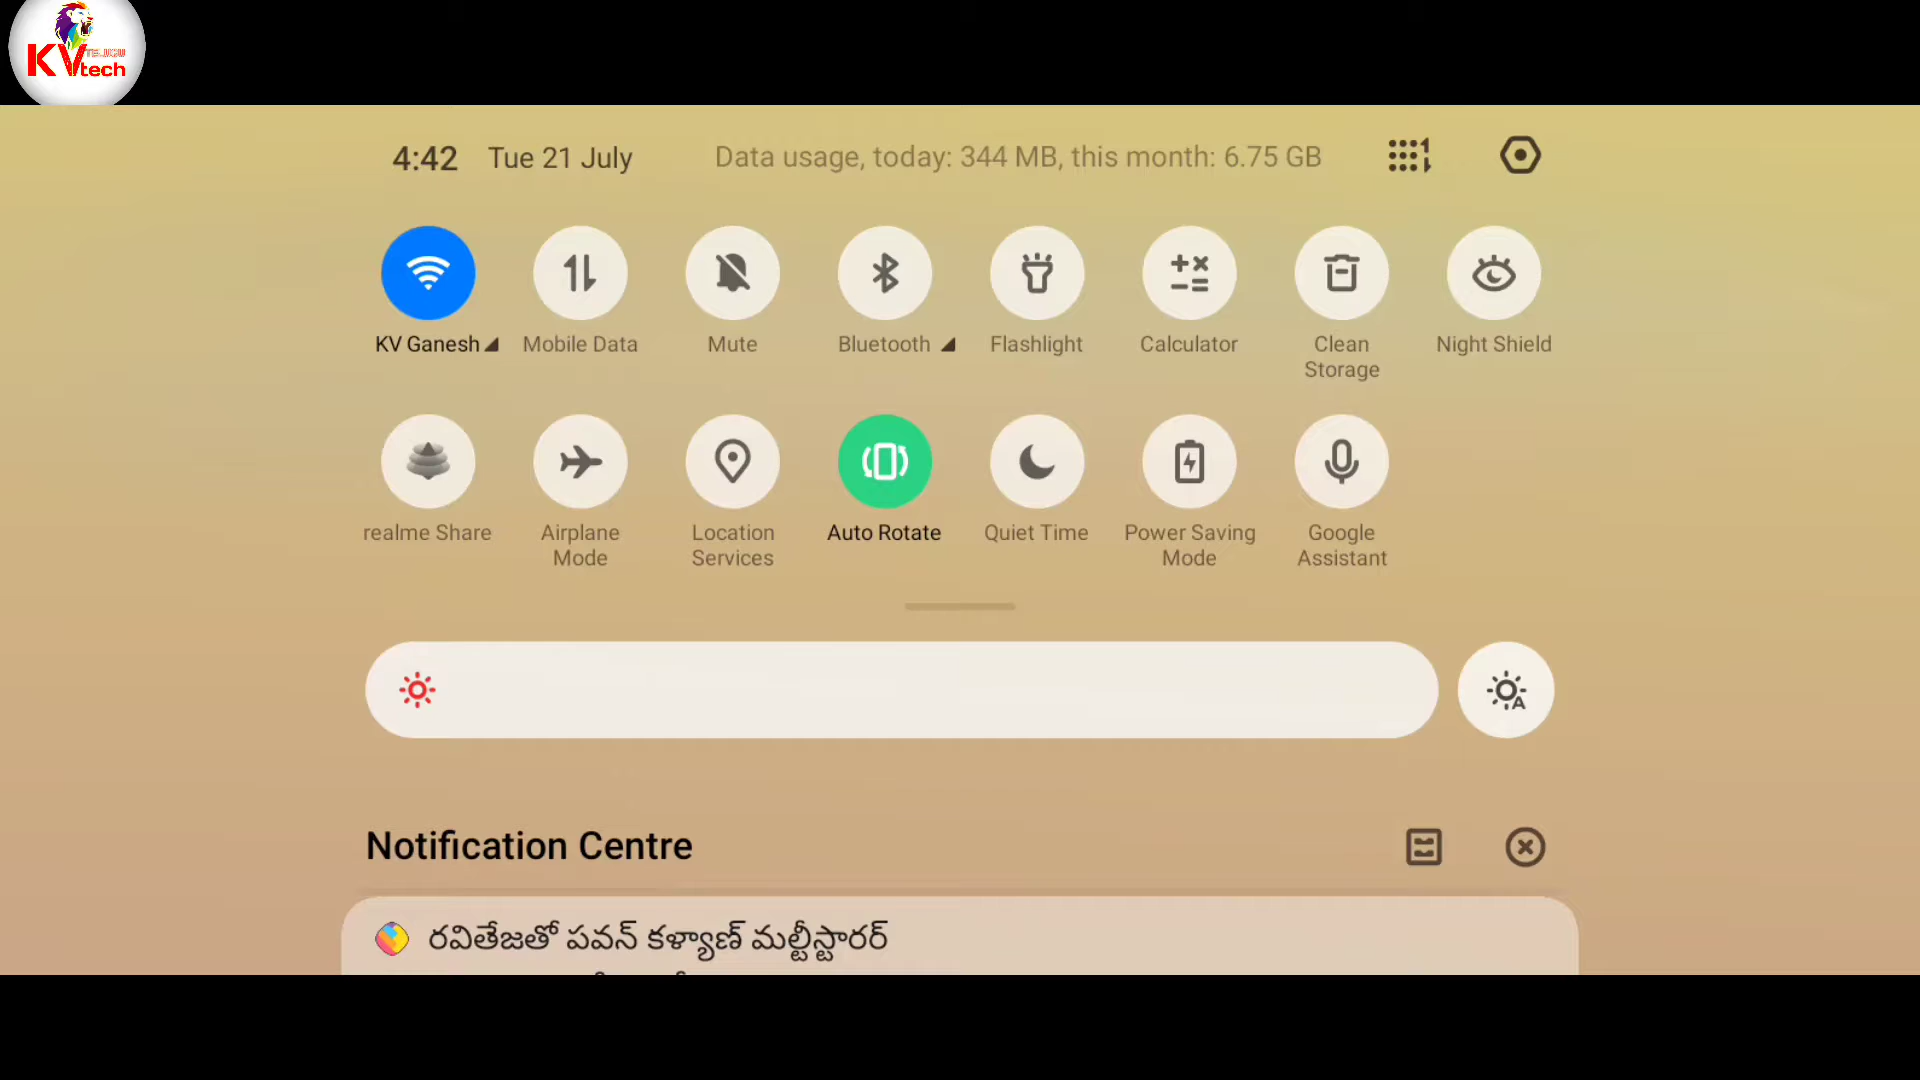 KV TELUGU
tech
4:42 Tue 21 July Data usage, today: 344 MB, this month: 6.75 GB
KV Ganesh Mobile Data Mute Bluetooth Flashlight Calculator Clean Night Shield
Storage
realme Share Airplane Location Auto Rotate Quiet Time Power Saving Google
Mode Services Mode Assistant
Notification Centre
రవితేజతో పవన్ కళ్యాణ్ మల్టీస్టారర్